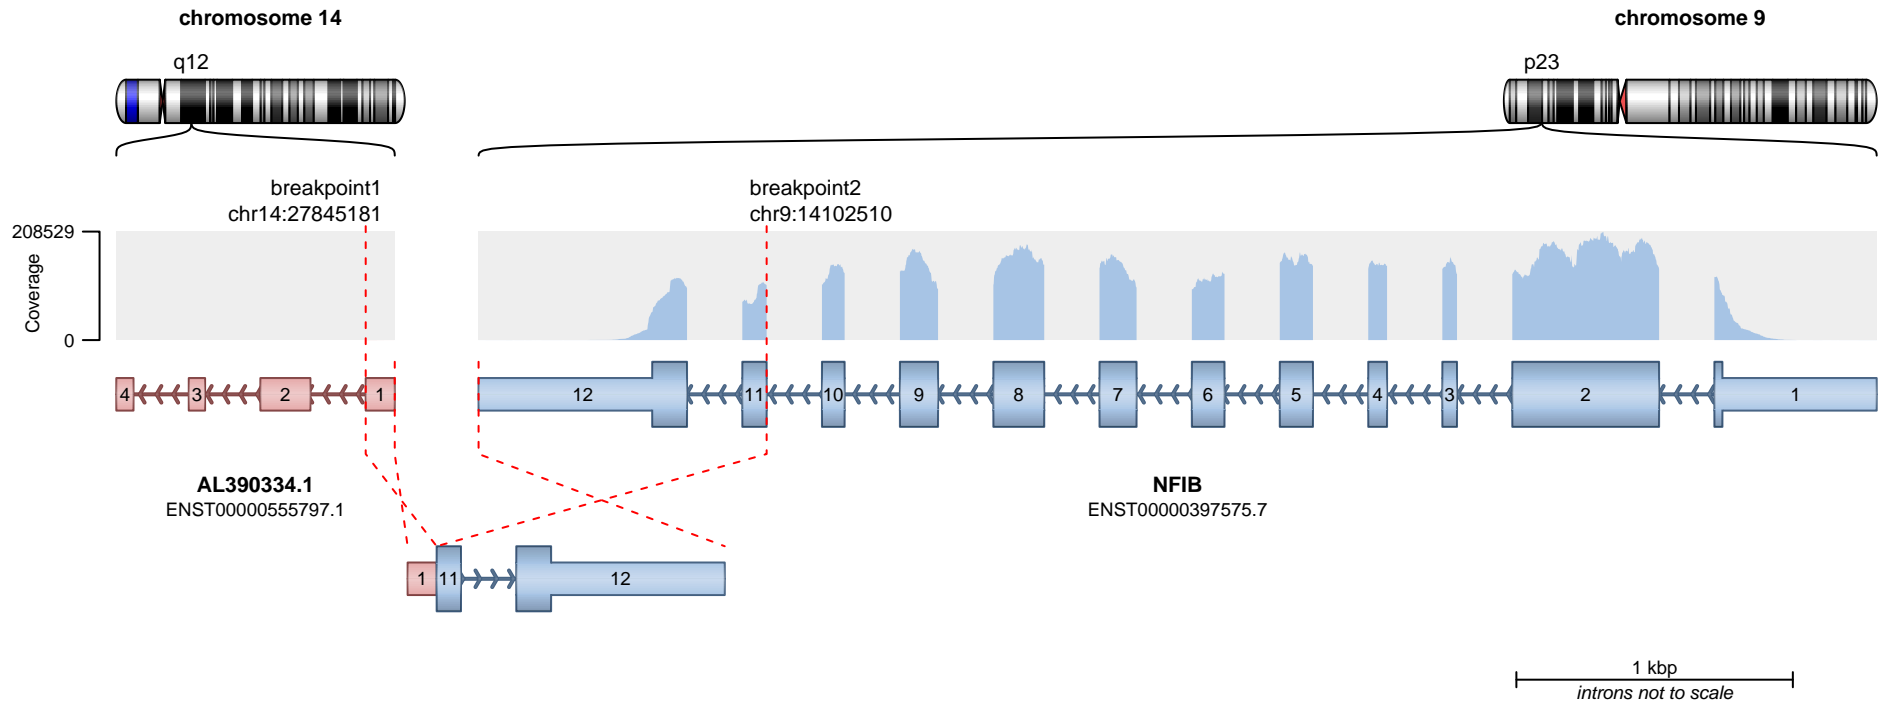 chromosome 14
chromosome 9
q12
p23
breakpoint1
chr14:27845181
breakpoint2
chr9:14102510
208529
Coverage
0
4 3 2 1
12 11 10 9 8 7 6 5 4 3 2 1
AL390334.1
ENST00000555797.1
NFIB
ENST00000397575.7
1 11 12
1 kbp
introns not to scale